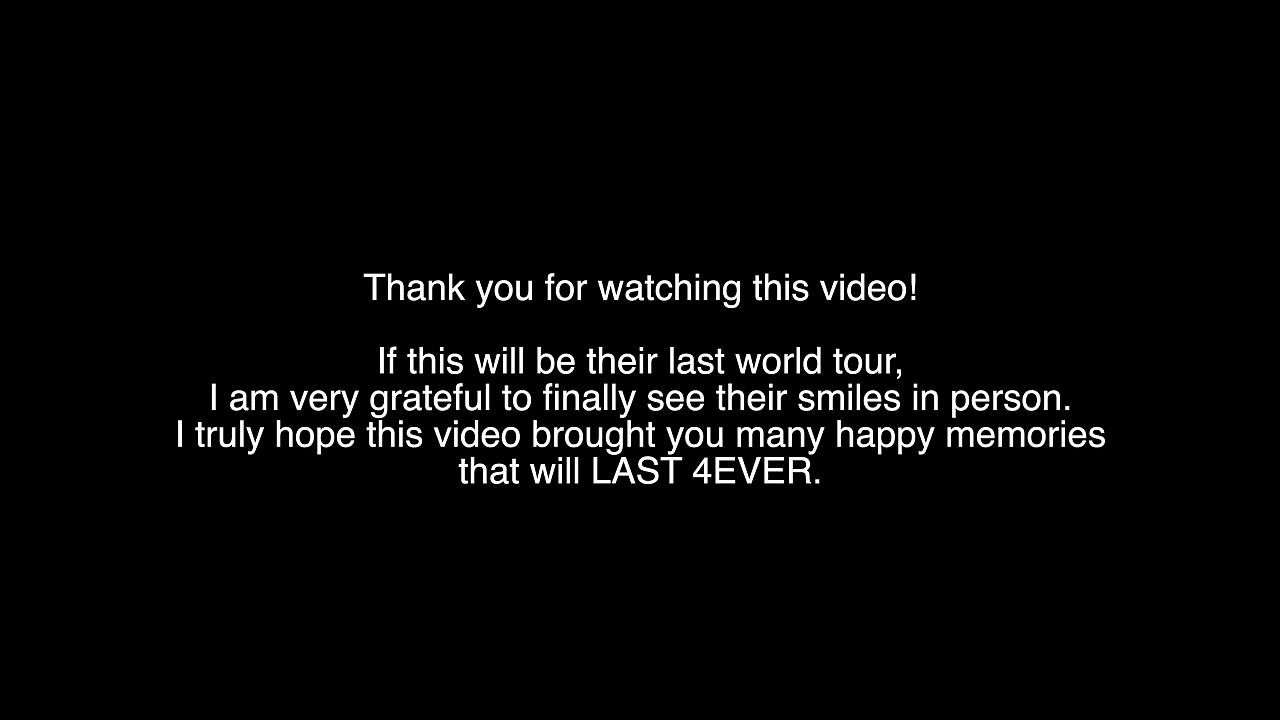 Thank you for watching this video!
If this will be their last world tour,
I am very grateful to finally see their smiles in person.
I truly hope this video brought you many happy memories
that will LAST 4EVER.